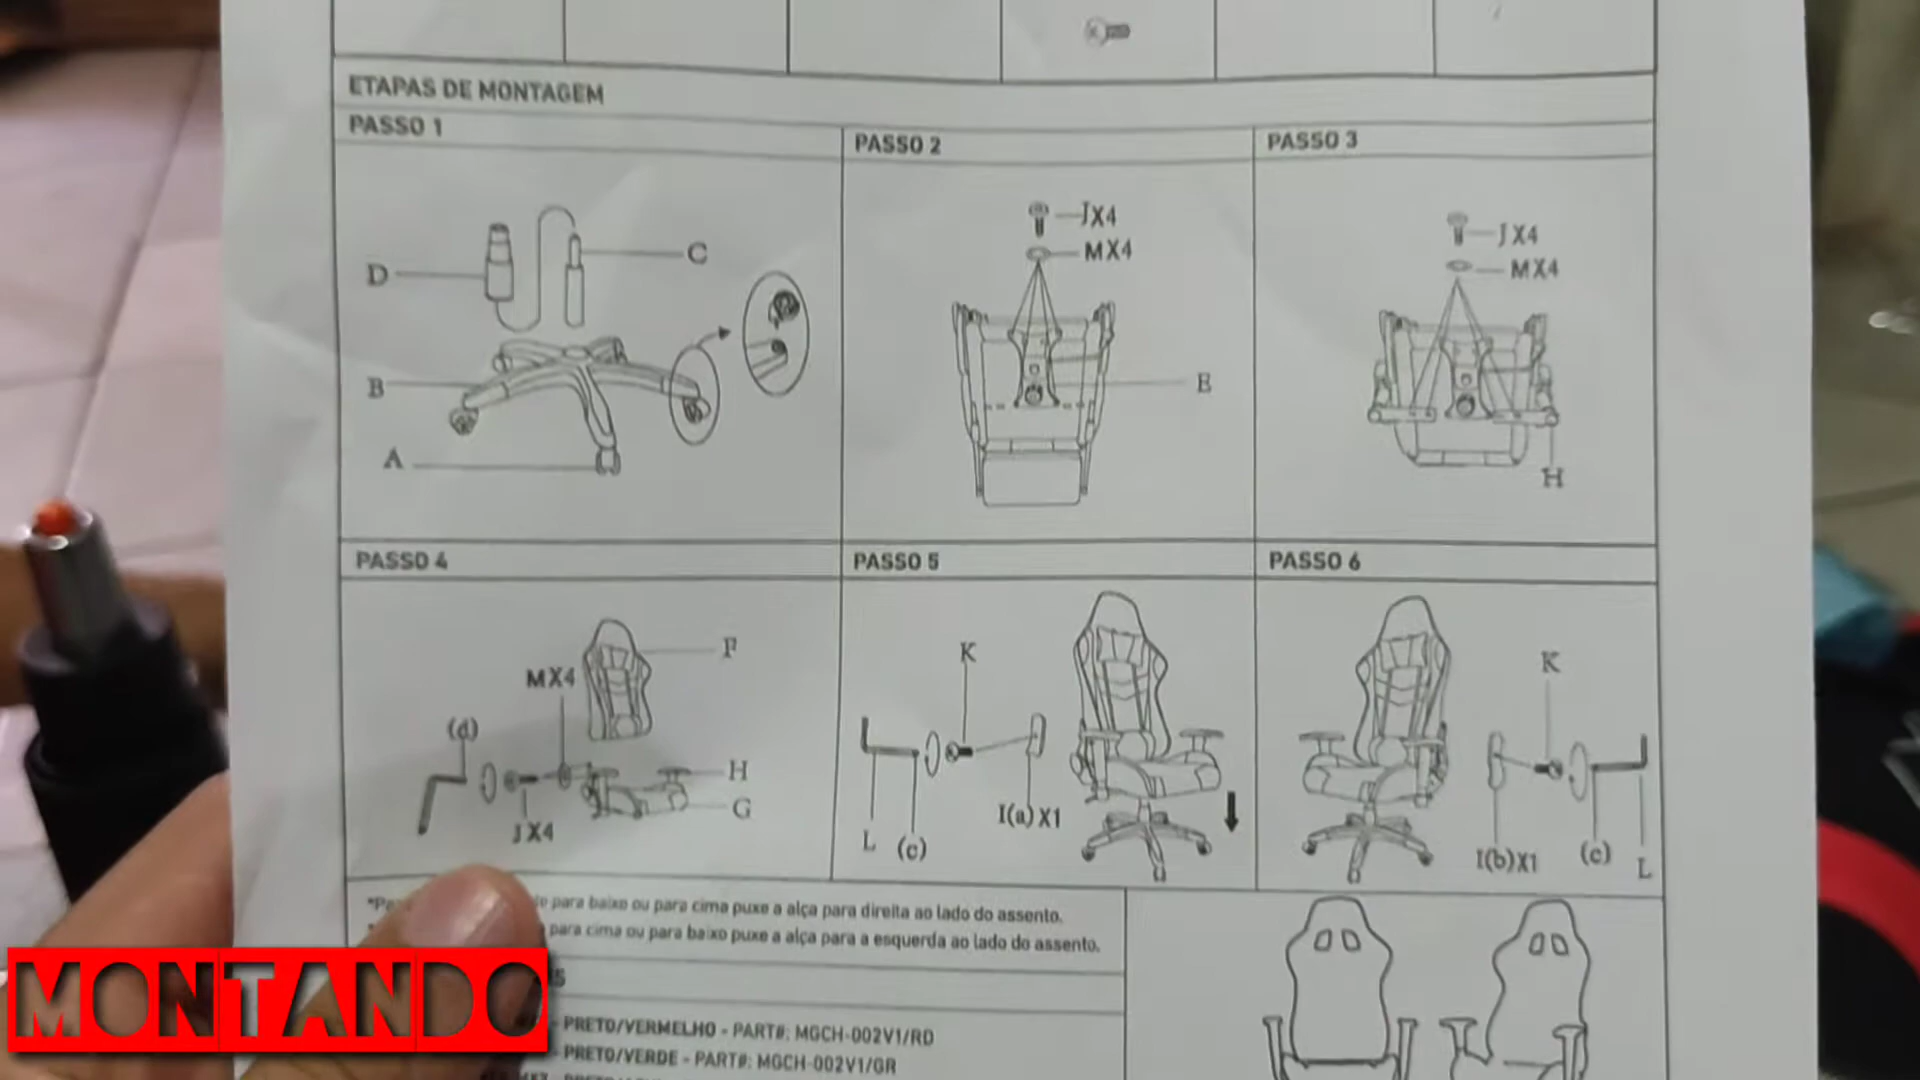 ETAPAS DE MONTAGEM
PASSO 1
PASSO 2
PASSO 3
D
C
B
A
JX4
MX4
E
JX4
MX4
H
PASSO 4
PASSO 5
PASSO 6
F
MX4
(d)
H
G
JX4
K
I(a)X1
L
(c)
K
I(b)X1
(c)
L
para baixo ou para cima puxe a alça para direita ao lado do assento.
para cima ou para baixo puxe a alça para a esquerda ao lado do assento.
- PRETO/VERMELHO - PART#: MGCH-002V1/RD
- PRETO/VERDE - PART#: MGCH-002V1/GR
MONTANDO